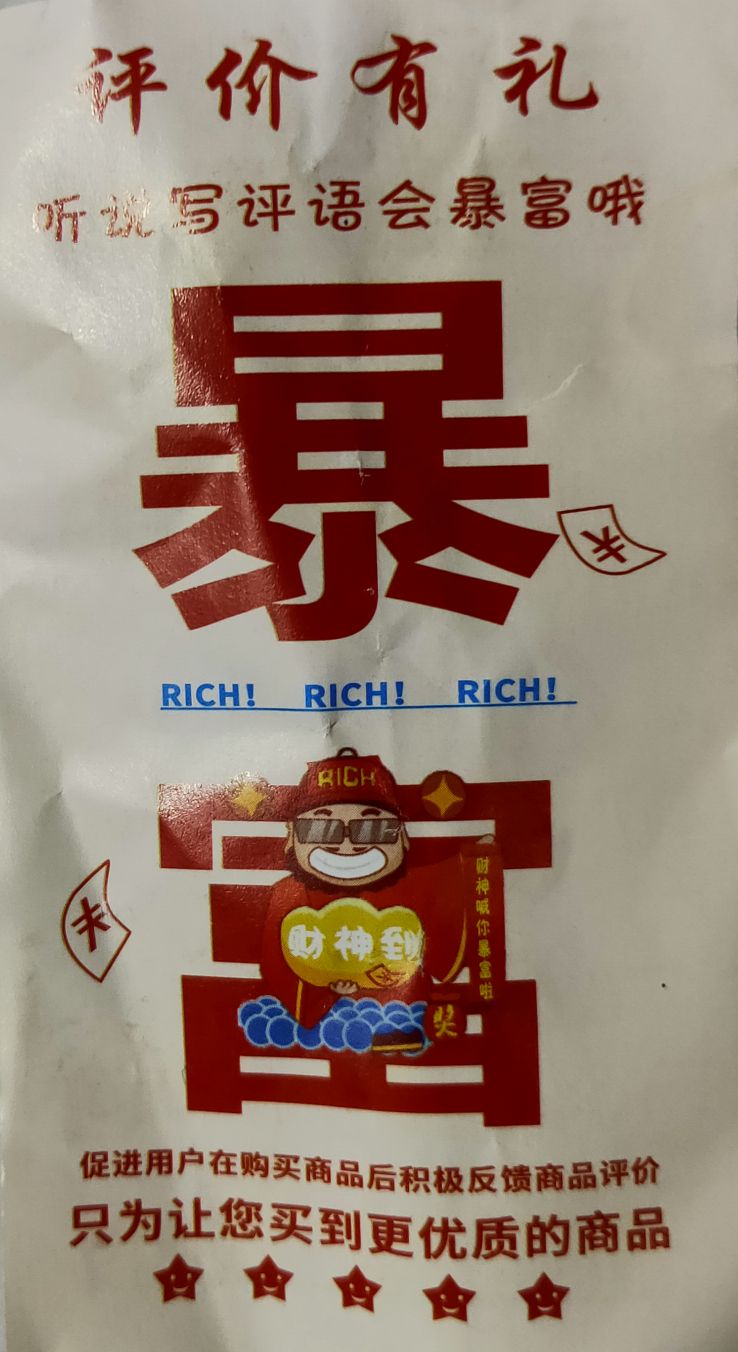 评价有礼
听说写评语会暴富哦
暴
RICH! RICH! RICH!
富
RICH
财神到
财神喊你暴富啦
奖
促进用户在购买商品后积极反馈商品评价
只为让您买到更优质的商品